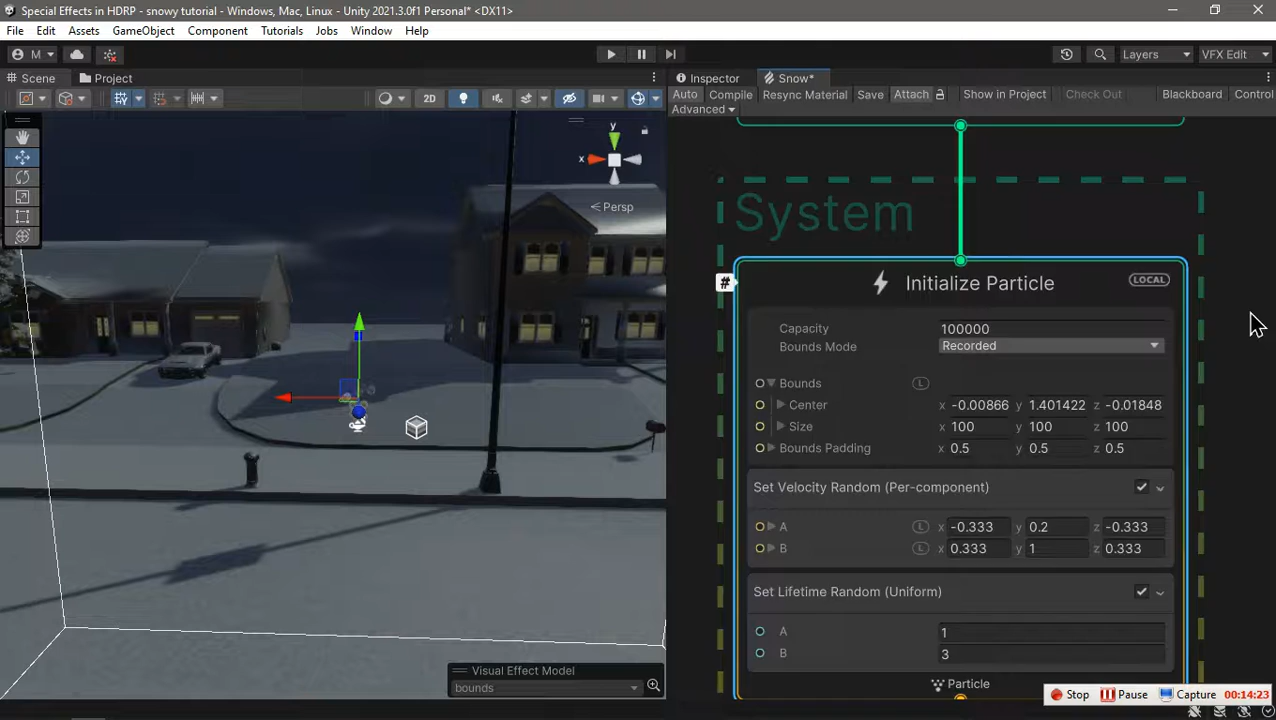 Special Effects in HDRP - snowy tutorial - Windows, Mac, Linux - Unity 2021.3.0f1 Personal* <DX11>
File Edit Assets GameObject Component Tutorials Jobs Window Help
M Layers VFX Edit
Scene Project Inspector Snow*
2D Auto Compile Resync Material Save Attach Show in Project Check Out Blackboard Control
Advanced
y
x
Persp
System
# Initialize Particle LOCAL
Capacity 100000
Bounds Mode Recorded
Bounds L
Center x -0.00866 y 1.401422 z -0.01848
Size x 100 y 100 z 100
Bounds Padding x 0.5 y 0.5 z 0.5
Set Velocity Random (Per-component)
A L x -0.333 y 0.2 z -0.333
B L x 0.333 y 1 z 0.333
Set Lifetime Random (Uniform)
A 1
B 3
Particle
Visual Effect Model
bounds
Stop Pause Capture 00:14:23